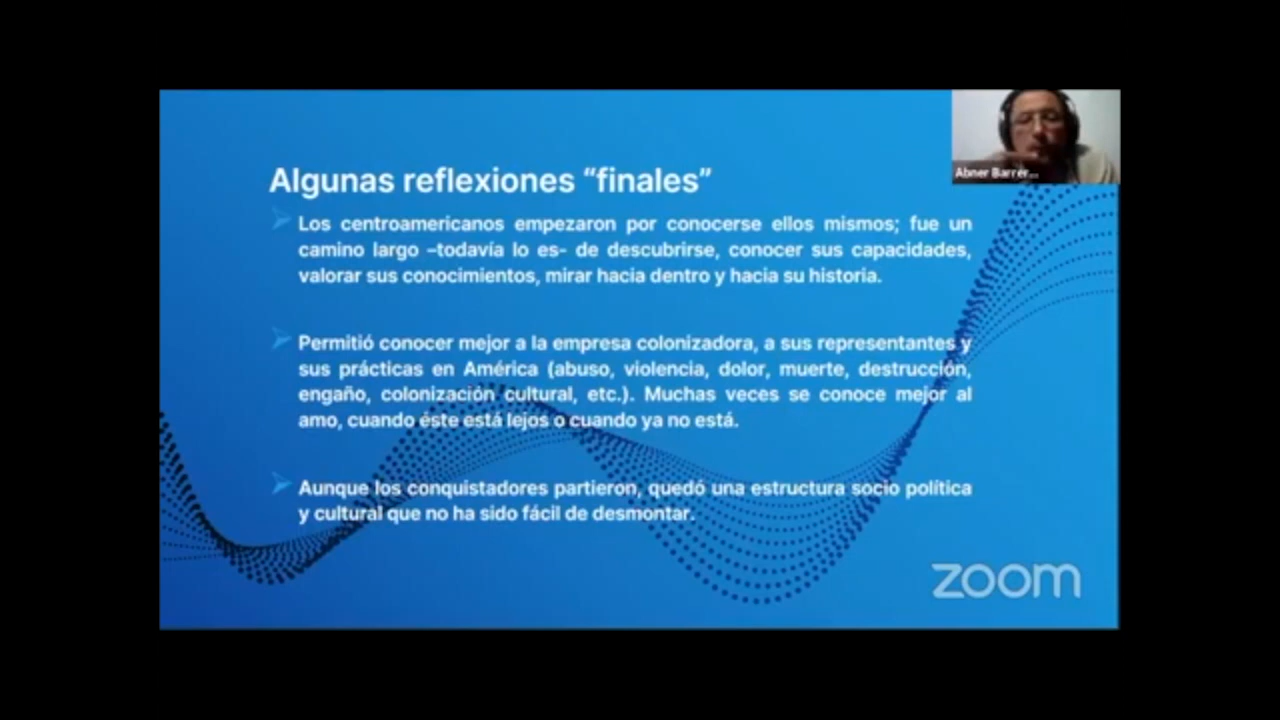 Abner Barrer...
Algunas reflexiones “finales”
Los centroamericanos empezaron por conocerse ellos mismos; fue un
camino largo –todavía lo es– de descubrirse, conocer sus capacidades,
valorar sus conocimientos, mirar hacia dentro y hacia su historia.
Permitió conocer mejor a la empresa colonizadora, a sus representantes y
sus prácticas en América (abuso, violencia, dolor, muerte, destrucción,
engaño, colonización cultural, etc.). Muchas veces se conoce mejor al
amo, cuando éste está lejos o cuando ya no está.
Aunque los conquistadores partieron, quedó una estructura socio política
y cultural que no ha sido fácil de desmontar.
zoom